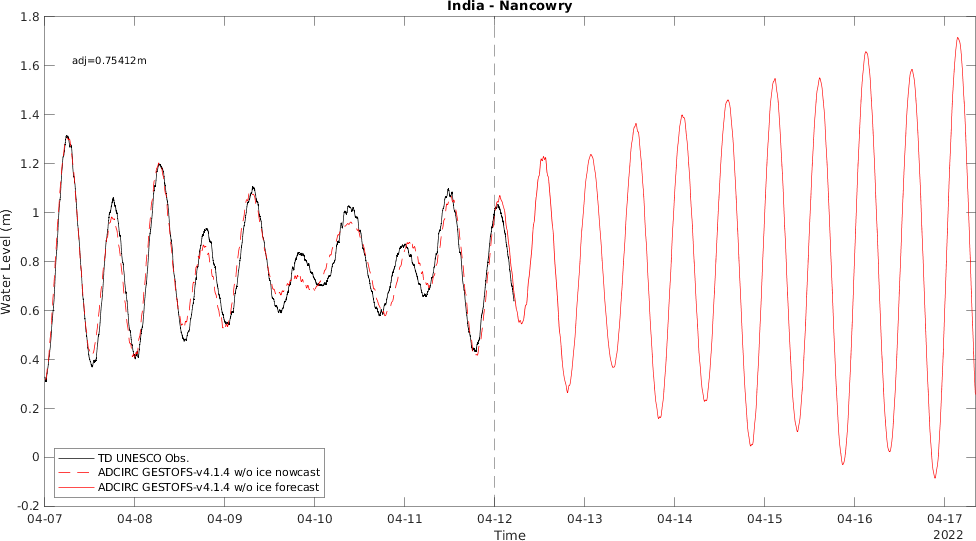 India - Nancowry
1.8
1.6
adj=0.75412m
1.4
1.2
1
Water Level (m)
0.8
0.6
0.4
0.2
0
-0.2
TD UNESCO Obs.
ADCIRC GESTOFS-v4.1.4 w/o ice nowcast
ADCIRC GESTOFS-v4.1.4 w/o ice forecast
04-07 04-08 04-09 04-10 04-11 04-12 04-13 04-14 04-15 04-16 04-17
Time
2022